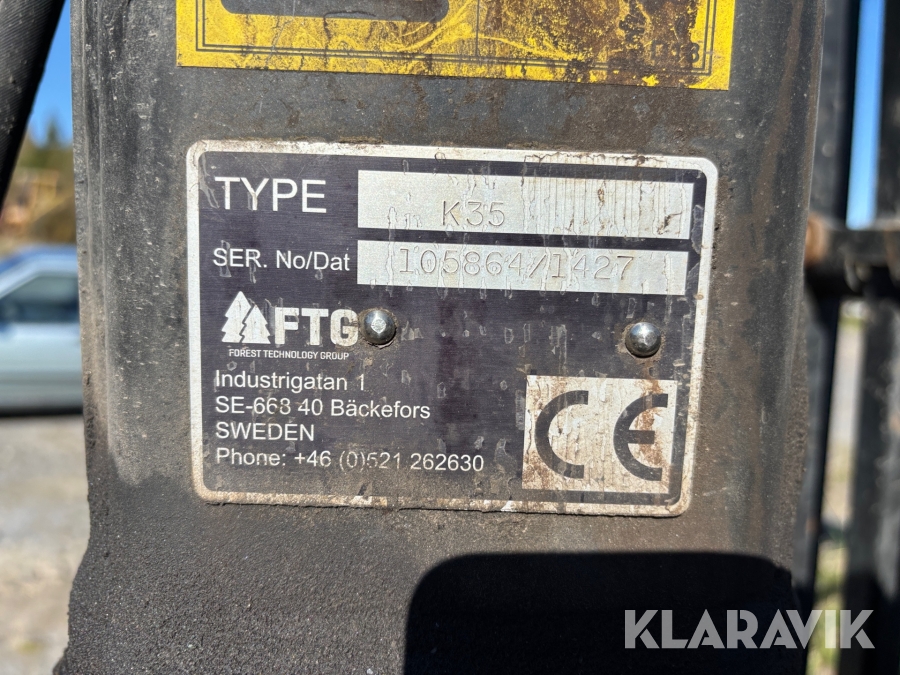 TYPE K35
SER. No/Dat 105864/1427
FTG
FOREST TECHNOLOGY GROUP
Industrigatan 1
SE-668 40 Bäckefors
SWEDEN
Phone: +46 (0)521 262630
CE
KLARAVIK